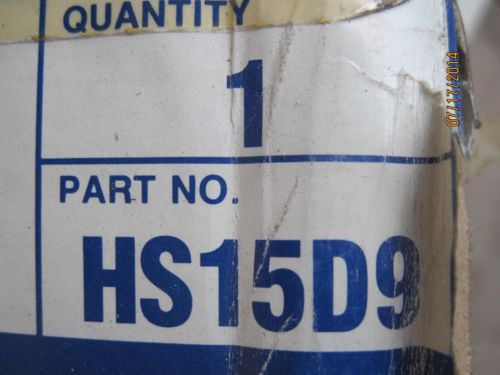 QUANTITY
1
PART NO.
HS15D9
07/17/2014